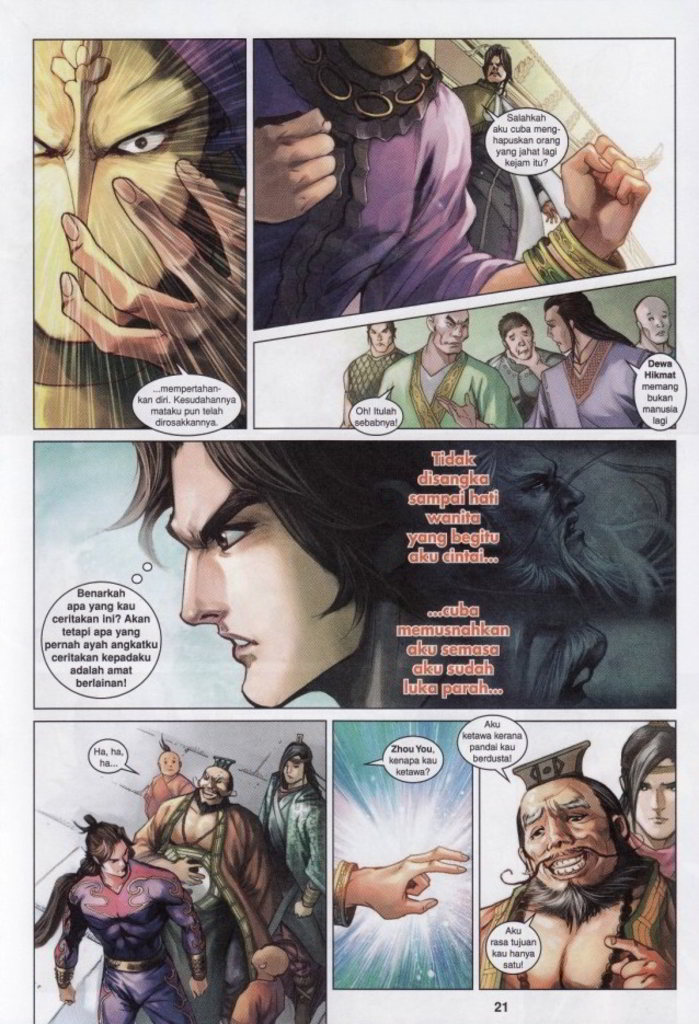 ...mempertahan-
kan diri. Kesudahannya
mataku pun telah
dirosakkannya.
Salahkah
aku cuba meng-
hapuskan orang
yang jahat lagi
kejam itu?
Oh! Itulah
sebabnya!
Dewa
Hikmat
memang
bukan
manusia
lagi
Benarkah
apa yang kau
ceritakan ini? Akan
tetapi apa yang
pernah ayah angkatku
ceritakan kepadaku
adalah amat
berlainan!
Tidak
disangka
sampai hati
wanita
yang begitu
aku cintai...
...cuba
memusnahkan
aku semasa
aku sudah
luka parah...
Ha, ha,
ha...
Zhou You,
kenapa kau
ketawa?
Aku
ketawa kerana
pandai kau
berdusta!
Aku
rasa tujuan
kau hanya
satu!
21